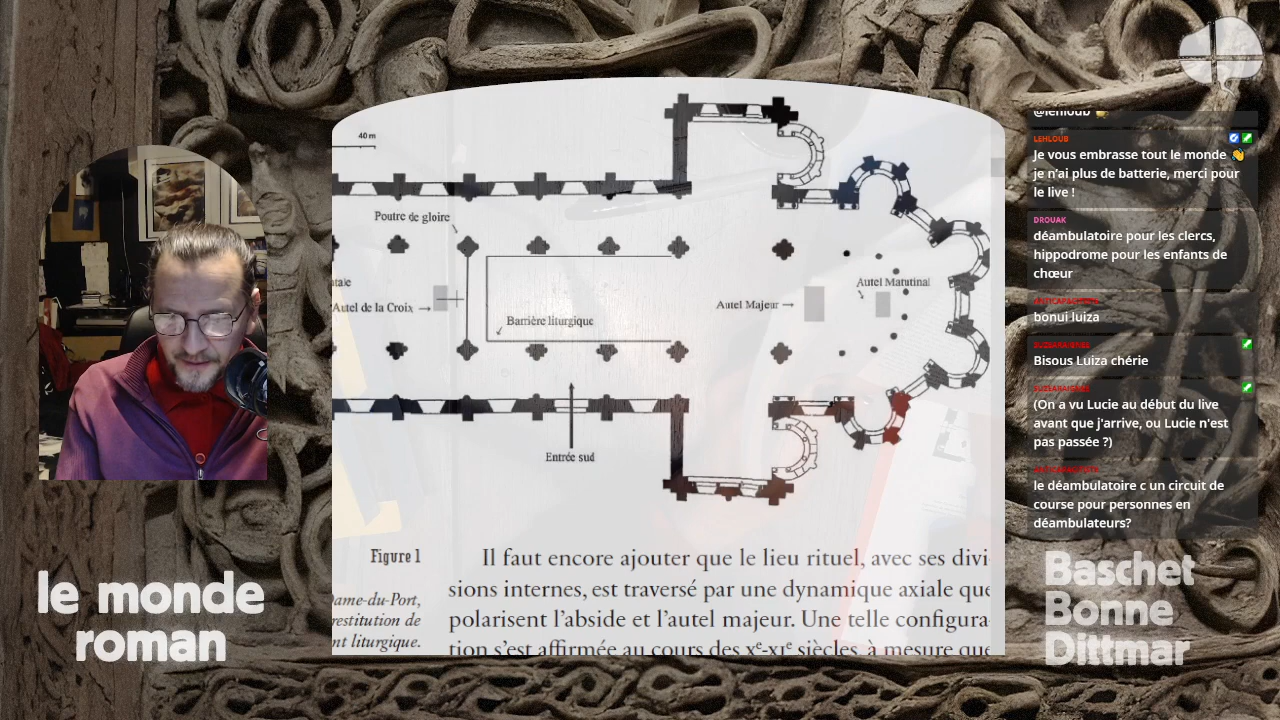 40 m
Poutre de gloire
Autel de la Croix
Barrière liturgique
Autel Majeur
Autel Matutinal
Entrée sud
Figure 1
Dame-du-Port,
restitution de
nt liturgique.
Il faut encore ajouter que le lieu rituel, avec ses divi-
sions internes, est traversé par une dynamique axiale que
polarisent l'abside et l'autel majeur. Une telle configura-
tion s'est affirmée au cours des xe-xIe siècles, à mesure que
le monde
roman
@lehloub
LEHLOUB
Je vous embrasse tout le monde 👋
je n'ai plus de batterie, merci pour
le live !
DROUAK
déambulatoire pour les clercs,
hippodrome pour les enfants de
chœur
bonui luiza
Bisous Luiza chérie
(On a vu Lucie au début du live
avant que j'arrive, ou Lucie n'est
pas passée ?)
le déambulatoire c un circuit de
course pour personnes en
déambulateurs?
Baschet
Bonne
Dittmar